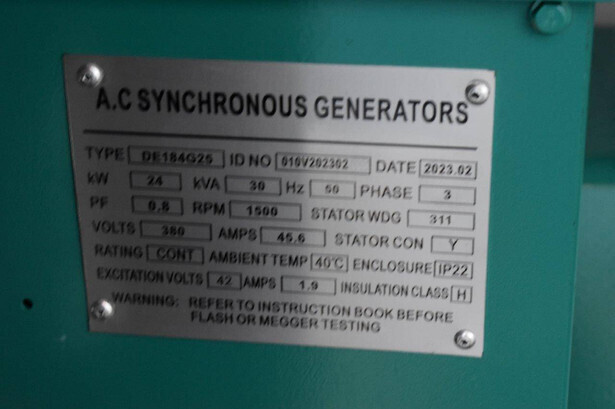 A.C SYNCHRONOUS GENERATORS
TYPE DE184G25 ID NO 010V202302 DATE 2023.02
kW 24 kVA 30 Hz 50 PHASE 3
PF 0.8 RPM 1500 STATOR WDG 311
VOLTS 380 AMPS 45.6 STATOR CON Y
RATING CONT AMBIENT TEMP 40℃ ENCLOSURE IP22
EXCITATION VOLTS 42 AMPS 1.9 INSULATION CLASS H
WARNING: REFER TO INSTRUCTION BOOK BEFORE
FLASH OR MEGGER TESTING